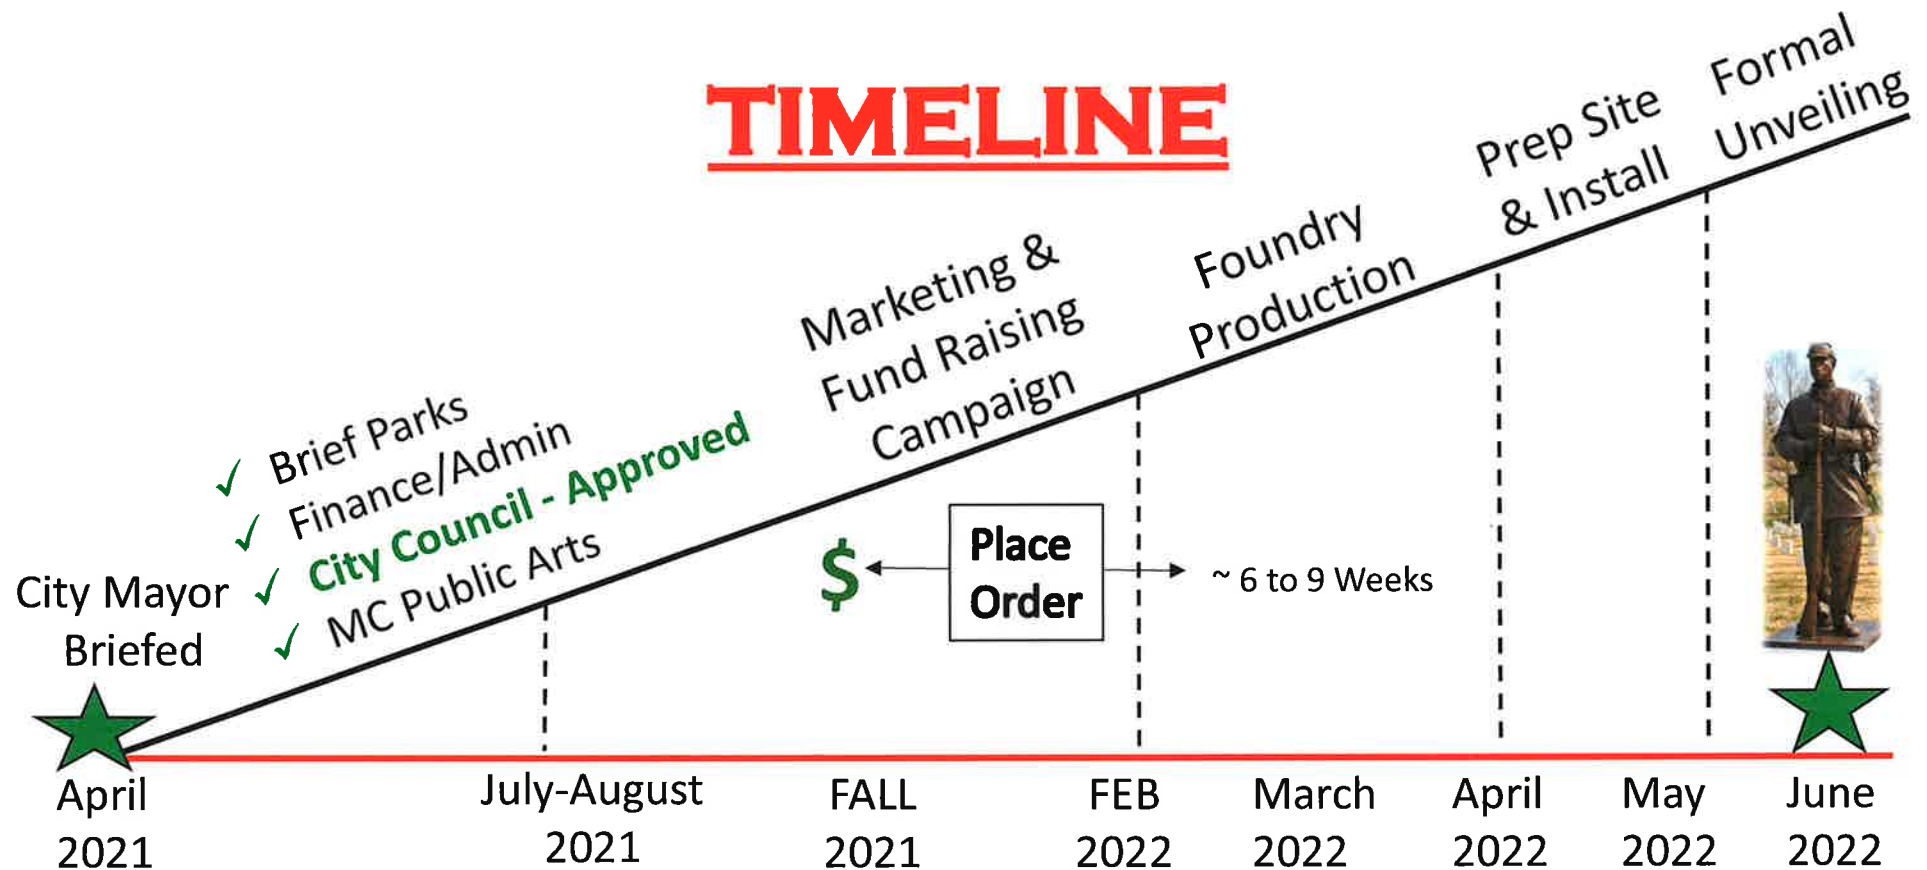 TIMELINE
Formal
Unveiling
Prep Site
& Install
Foundry
Production
Marketing &
Fund Raising
Campaign
✓ Brief Parks
✓ Finance/Admin
✓ City Council - Approved
✓ MC Public Arts
City Mayor
Briefed
$
Place
Order
~ 6 to 9 Weeks
April
2021
July-August
2021
FALL
2021
FEB
2022
March
2022
April
2022
May
2022
June
2022